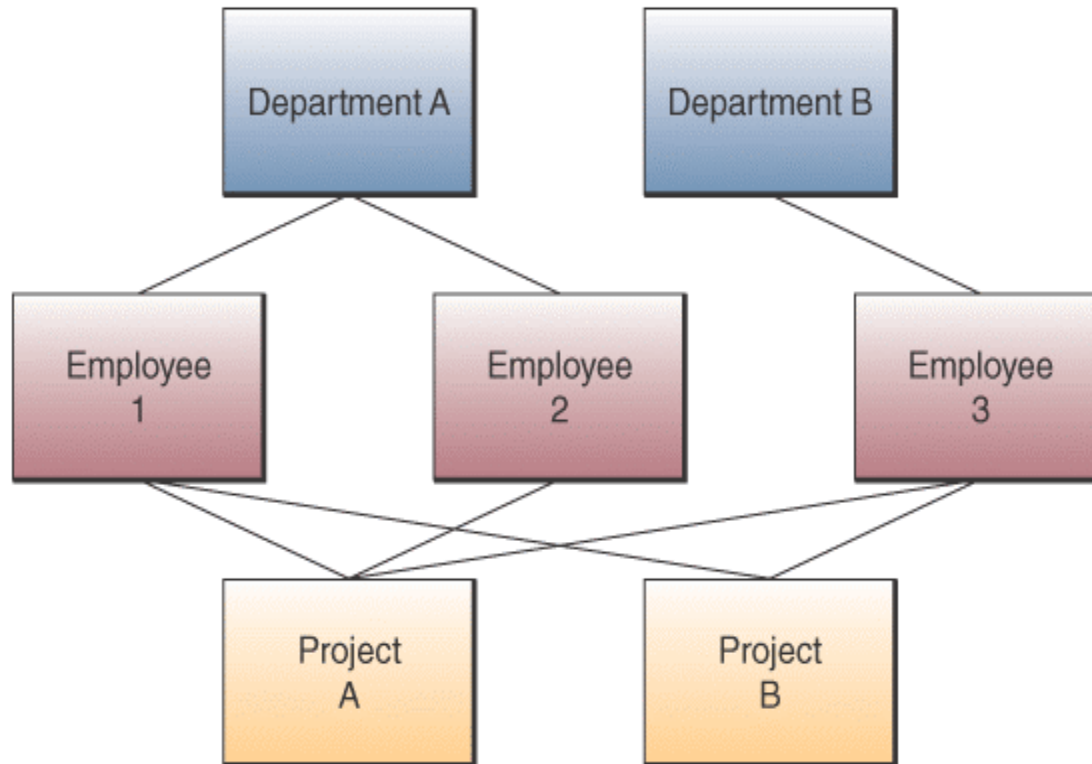 Department A
Department B
Employee
1
Employee
2
Employee
3
Project
A
Project
B